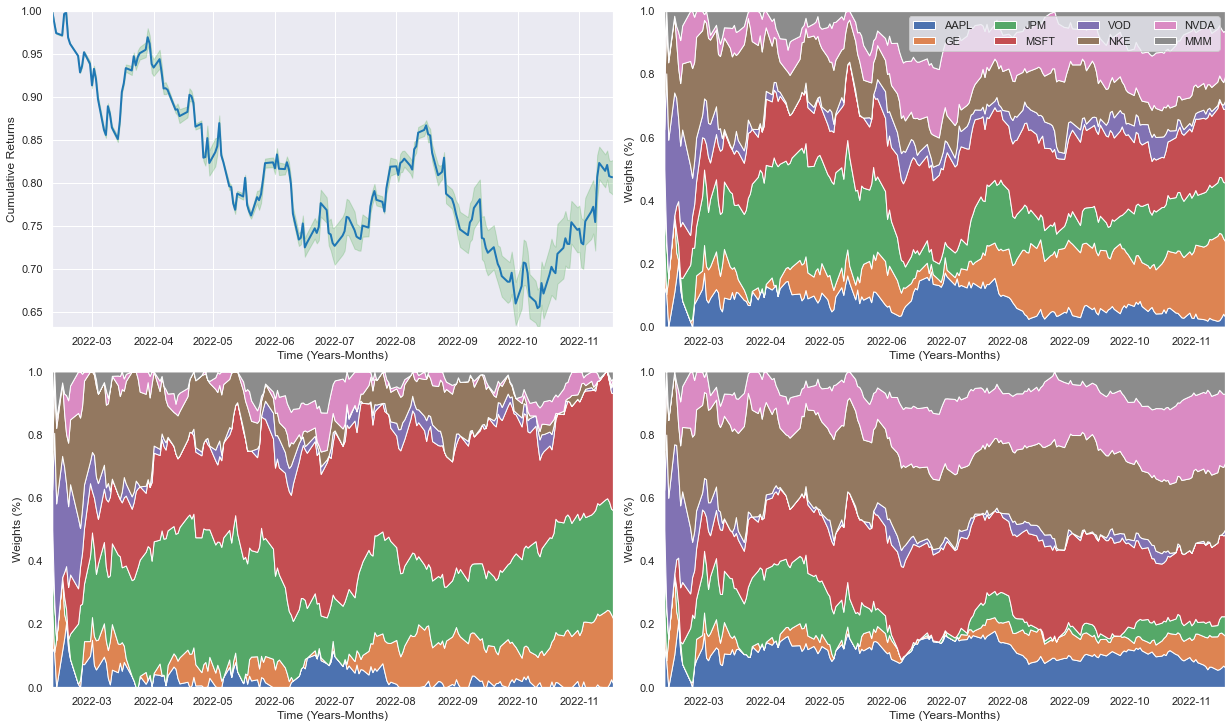 1.00
0.95
0.90
0.85
0.80
0.75
0.70
0.65
Cumulative Returns
2022-03 2022-04 2022-05 2022-06 2022-07 2022-08 2022-09 2022-10 2022-11
Time (Years-Months)
1.0
0.8
0.6
0.4
0.2
0.0
Weights (%)
AAPL JPM VOD NVDA
GE MSFT NKE MMM
2022-03 2022-04 2022-05 2022-06 2022-07 2022-08 2022-09 2022-10 2022-11
Time (Years-Months)
1.0
0.8
0.6
0.4
0.2
0.0
Weights (%)
2022-03 2022-04 2022-05 2022-06 2022-07 2022-08 2022-09 2022-10 2022-11
Time (Years-Months)
1.0
0.8
0.6
0.4
0.2
0.0
Weights (%)
2022-03 2022-04 2022-05 2022-06 2022-07 2022-08 2022-09 2022-10 2022-11
Time (Years-Months)